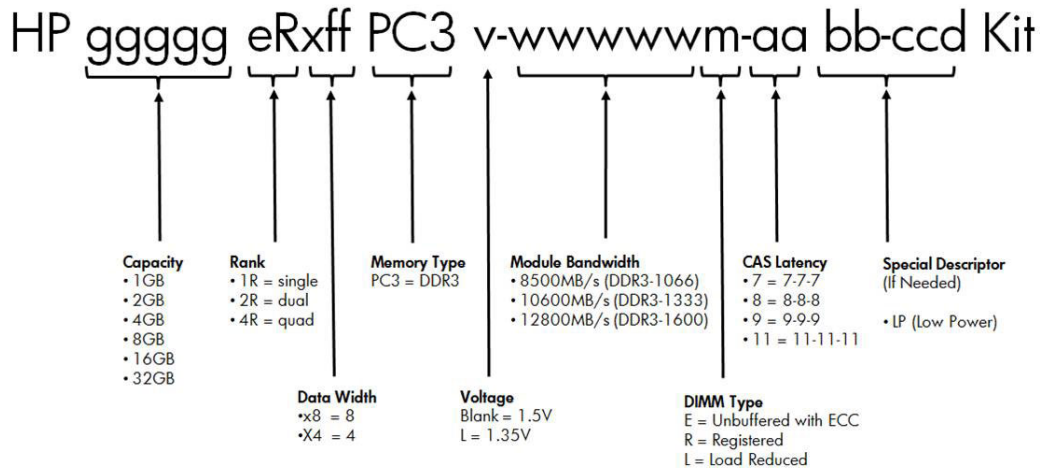 HP ggggg eRxff PC3 v-wwwwwm-aa bb-ccd Kit
Capacity
• 1GB
• 2GB
• 4GB
• 8GB
• 16GB
• 32GB
Rank
• 1R = single
• 2R = dual
• 4R = quad
Memory Type
PC3 = DDR3
Module Bandwidth
• 8500MB/s (DDR3-1066)
• 10600MB/s (DDR3-1333)
• 12800MB/s (DDR3-1600)
CAS Latency
• 7 = 7-7-7
• 8 = 8-8-8
• 9 = 9-9-9
• 11 = 11-11-11
Special Descriptor
(If Needed)
• LP (Low Power)
Data Width
•x8 = 8
•X4 = 4
Voltage
Blank = 1.5V
L = 1.35V
DIMM Type
E = Unbuffered with ECC
R = Registered
L = Load Reduced